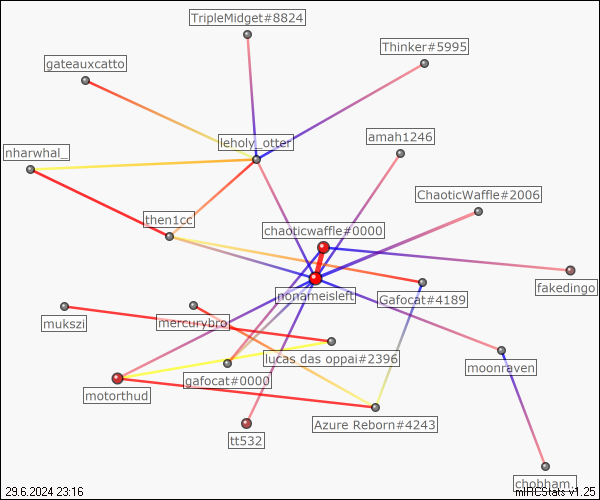 TripleMidget#8824
Thinker#5995
gateauxcatto
leholy_otter
amah1246
nharwhal_
ChaoticWaffle#2006
then1cc
chaoticwaffle#0000
fakedingo
nonameisleft
Gafocat#4189
mukszi
mercurybro
lucas das oppai#2396
moonraven
gafocat#0000
motorthud
Azure Reborn#4243
tt532
chobham.
29.6.2024 23:16
mIRCStats v1.25